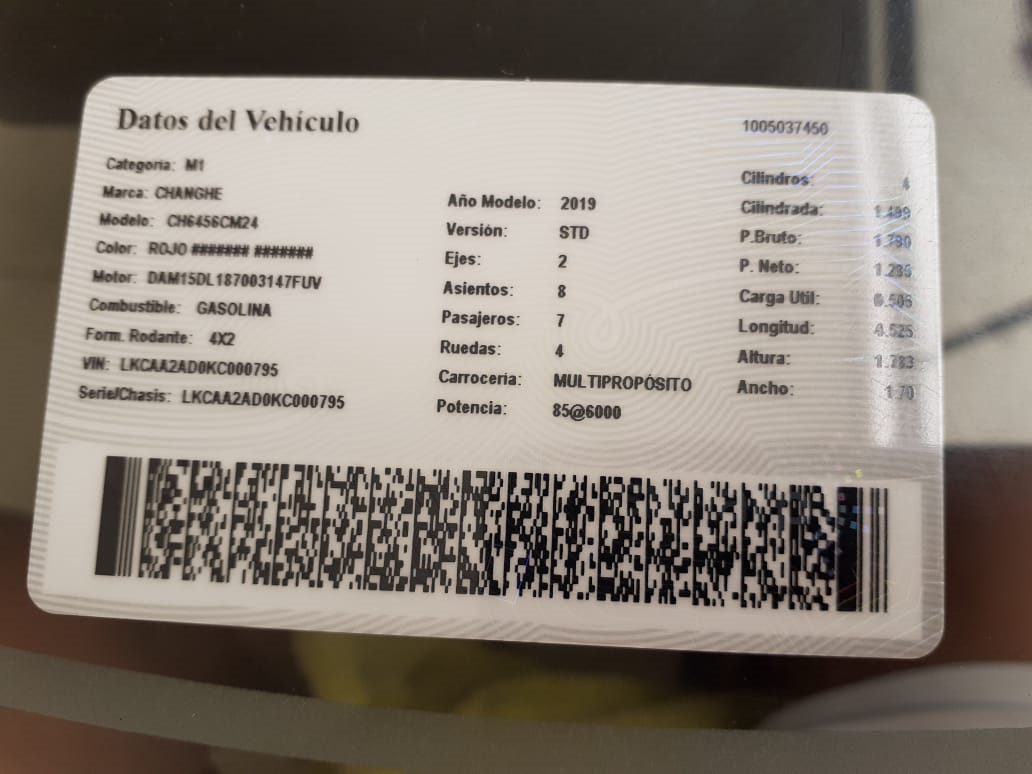 Datos del Vehículo
1005037450
Categoría: M1
Marca: CHANGHE
Modelo: CH6456CM24
Color: ROJO ####### #######
Motor: DAM15DL187003147FUV
Combustible: GASOLINA
Form. Rodante: 4X2
VIN: LKCAA2AD0KC000795
Serie/Chasis: LKCAA2AD0KC000795
Año Modelo: 2019
Versión: STD
Ejes: 2
Asientos: 8
Pasajeros: 7
Ruedas: 4
Carrocería: MULTIPROPÓSITO
Potencia: 85@6000
Cilindros: 4
Cilindrada: 1.499
P.Bruto: 1.790
P. Neto: 1.285
Carga Util: 0.505
Longitud: 4.525
Altura: 1.783
Ancho: 1.70